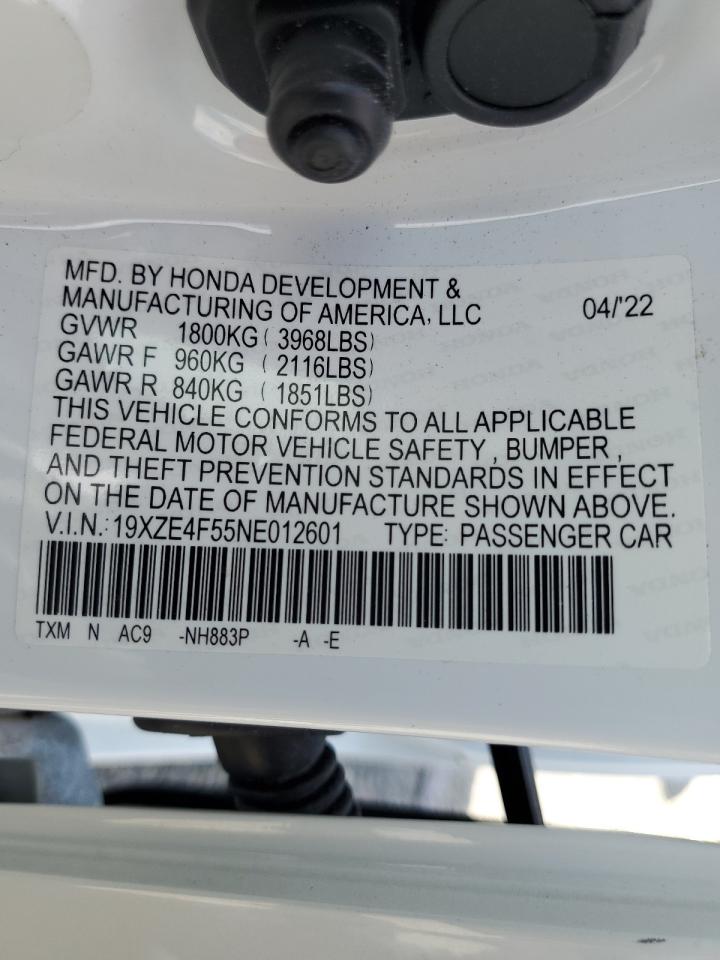 MFD. BY HONDA DEVELOPMENT &
MANUFACTURING OF AMERICA, LLC 04/'22
GVWR 1800KG ( 3968LBS)
GAWR F 960KG ( 2116LBS)
GAWR R 840KG ( 1851LBS)
THIS VEHICLE CONFORMS TO ALL APPLICABLE
FEDERAL MOTOR VEHICLE SAFETY , BUMPER ,
AND THEFT PREVENTION STANDARDS IN EFFECT
ON THE DATE OF MANUFACTURE SHOWN ABOVE.
V.I.N.: 19XZE4F55NE012601 TYPE: PASSENGER CAR
TXM N AC9 -NH883P -A -E